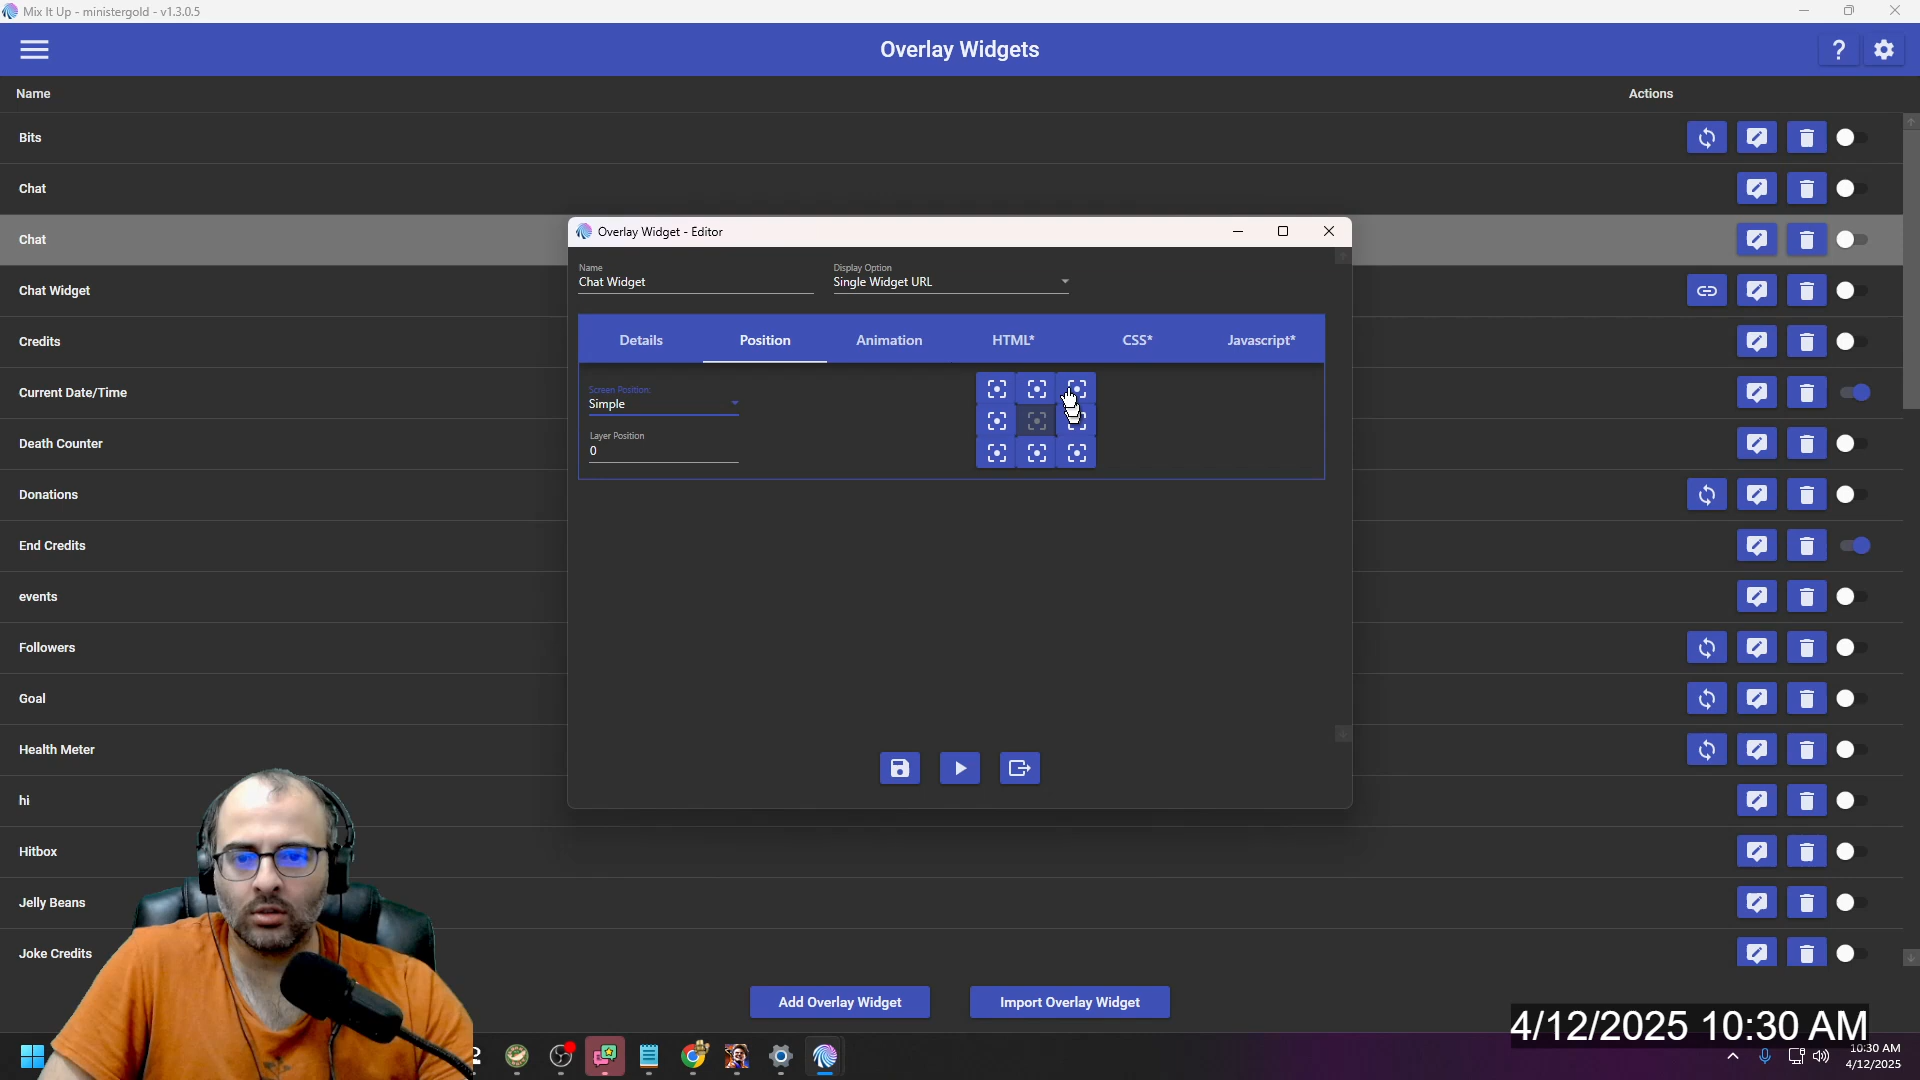 Mix It Up - ministergold - v1.3.0.5
Overlay Widgets
?
Name
Actions
Bits
Chat
Chat
Chat Widget
Credits
Current Date/Time
Death Counter
Donations
End Credits
events
Followers
Goal
Health Meter
hi
Hitbox
Jelly Beans
Joke Credits
Overlay Widget - Editor
Name
Chat Widget
Display Option
Single Widget URL
Details
Position
Animation
HTML*
CSS*
Javascript*
Screen Position:
Simple
Layer Position
0
Add Overlay Widget
Import Overlay Widget
4/12/2025 10:30 AM
10:30 AM
4/12/2025